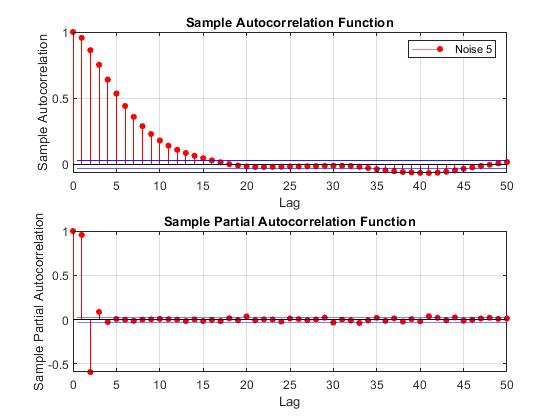 Sample Autocorrelation Function
Sample Autocorrelation
1
0.5
0
Noise 5
0 5 10 15 20 25 30 35 40 45 50
Lag
Sample Partial Autocorrelation Function
Sample Partial Autocorrelation
1
0.5
0
-0.5
0 5 10 15 20 25 30 35 40 45 50
Lag